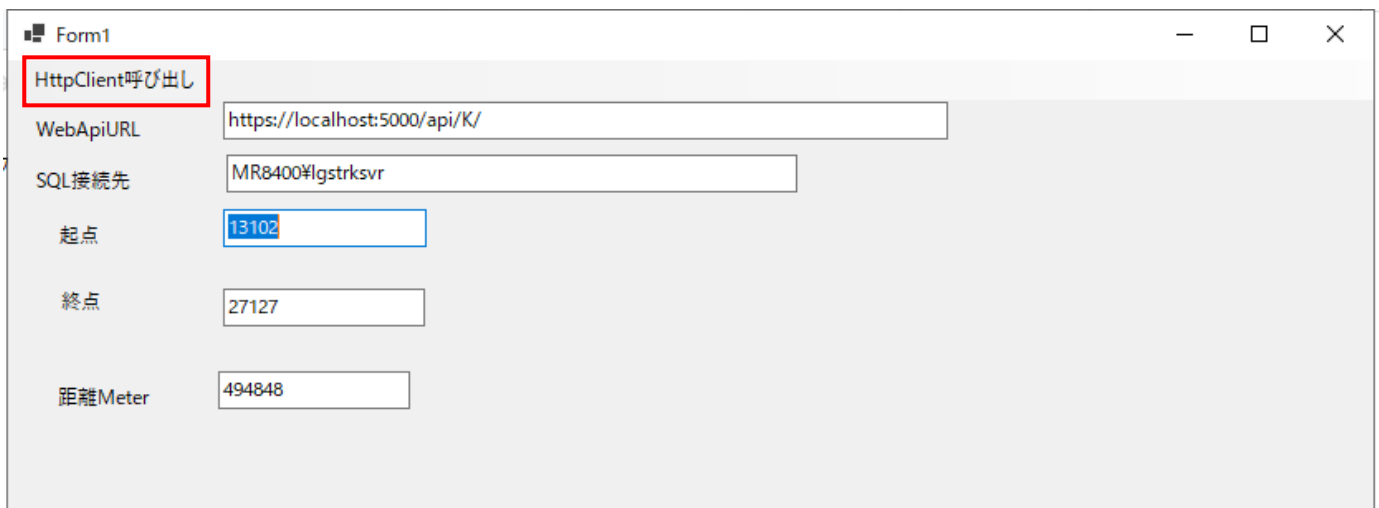 Form1
HttpClient呼び出し
WebApiURL https://localhost:5000/api/K/
SQL接続先 MR8400¥lgstrksvr
起点 13102
終点 27127
距離Meter 494848